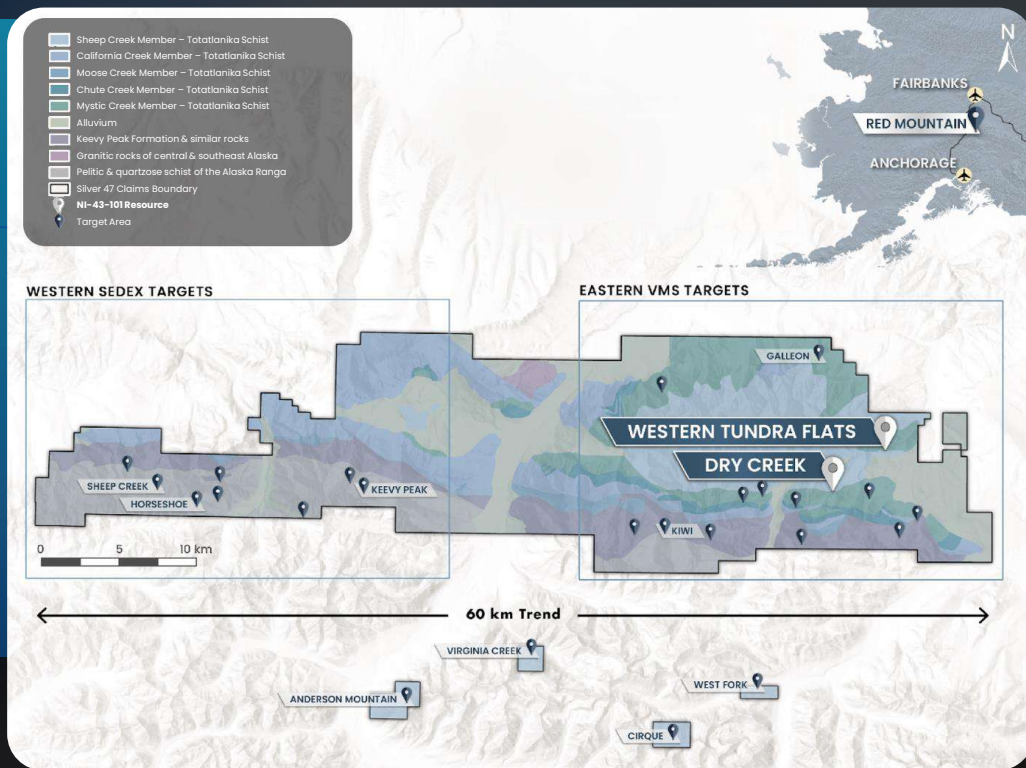 Sheep Creek Member – Totatlanika Schist
California Creek Member – Totatlanika Schist
Moose Creek Member – Totatlanika Schist
Chute Creek Member – Totatlanika Schist
Mystic Creek Member – Totatlanika Schist
Alluvium
Keevy Peak Formation & similar rocks
Granitic rocks of central & southeast Alaska
Pelitic & quartzose schist of the Alaska Ranga
Silver 47 Claims Boundary
NI-43-101 Resource
Target Area
N
FAIRBANKS
RED MOUNTAIN
ANCHORAGE
WESTERN SEDEX TARGETS
EASTERN VMS TARGETS
GALLEON
WESTERN TUNDRA FLATS
DRY CREEK
SHEEP CREEK
HORSESHOE
KEEVY PEAK
KIWI
0 5 10 km
60 km Trend
VIRGINIA CREEK
ANDERSON MOUNTAIN
WEST FORK
CIRQUE